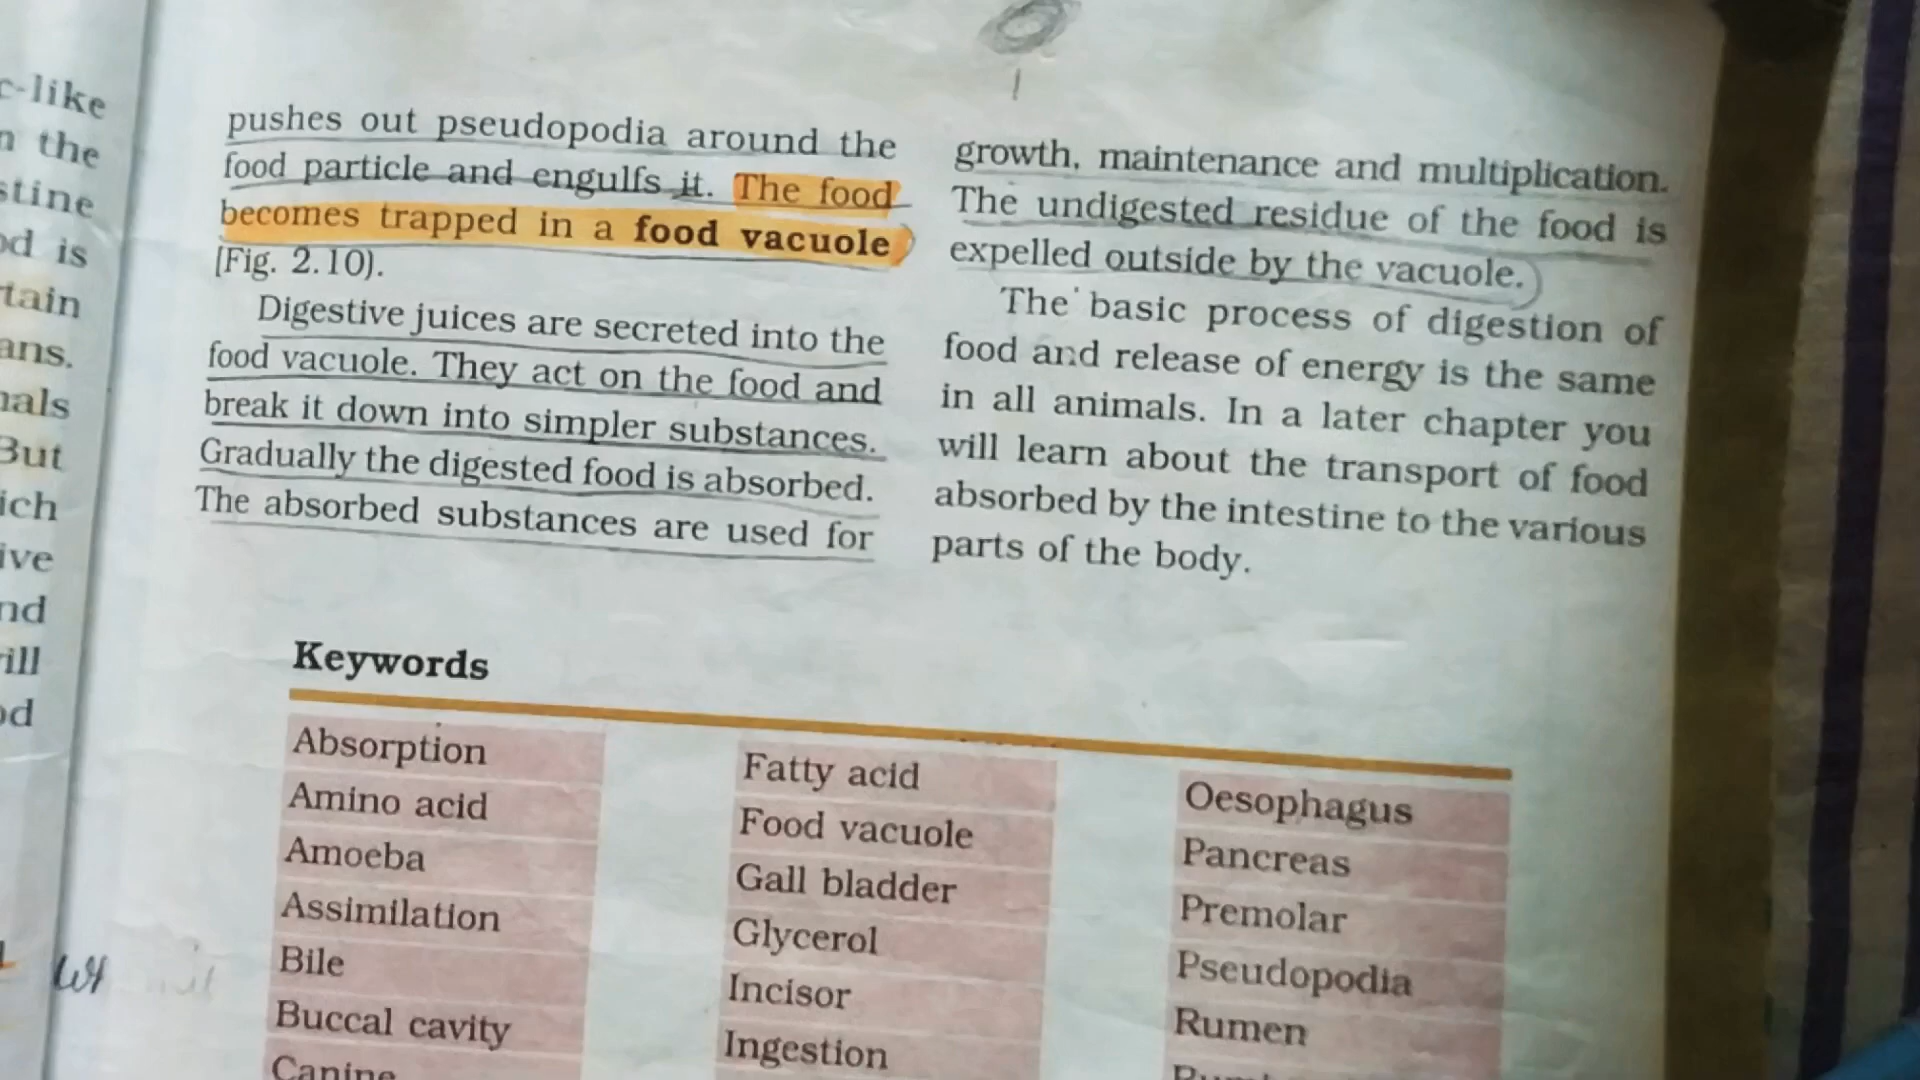 c-like
the
stine
is
tain
ans.
But
ich
ive
pushes out pseudopodia around the
food particle and engulfs it. The food
becomes trapped in a food vacuole
(Fig. 2.10).
Digestive juices are secreted into the
food vacuole. They act on the food and
break it down into simpler substances.
Gradually the digested food is absorbed.
The absorbed substances are used for
growth, maintenance and multiplication.
The undigested residue of the food is
expelled outside by the vacuole.
The basic process of digestion of
food and release of energy is the same
in all animals. In a later chapter you
will learn about the transport of food
absorbed by the intestine to the various
parts of the body.
Keywords
Absorption
Amino acid
Amoeba
Assimilation
Bile
Buccal cavity
Canine
Fatty acid
Food vacuole
Gall bladder
Glycerol
Incisor
Ingestion
Oesophagus
Pancreas
Premolar
Pseudopodia
Rumen